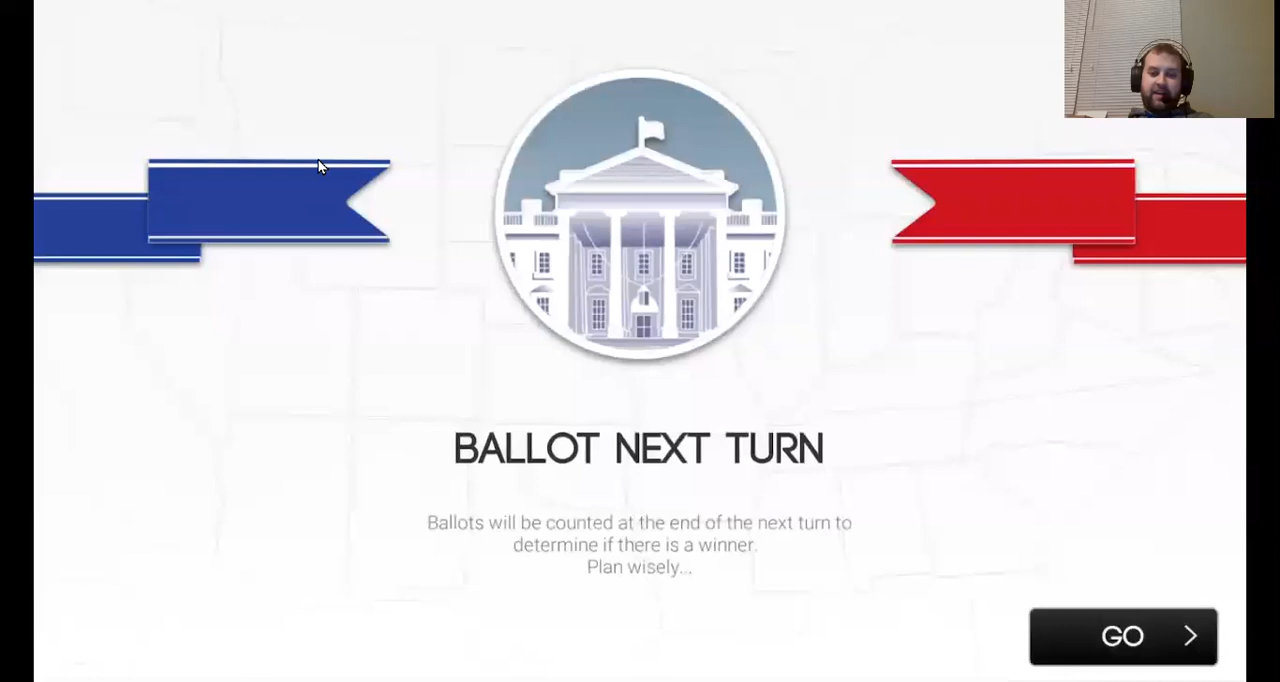 BALLOT NEXT TURN
Ballots will be counted at the end of the next turn to
determine if there is a winner.
Plan wisely...
GO